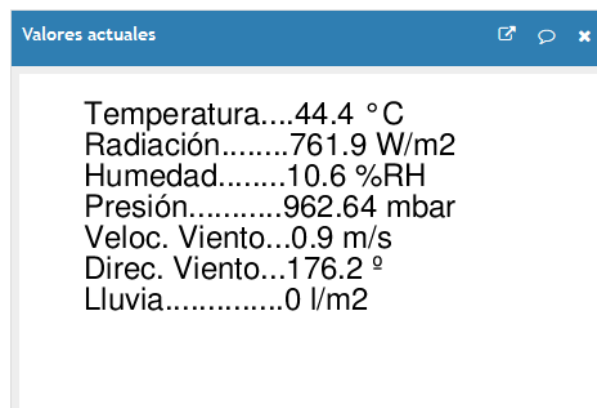 Valores actuales
Temperatura....44.4 °C
Radiación........761.9 W/m2
Humedad........10.6 %RH
Presión............962.64 mbar
Veloc. Viento...0.9 m/s
Direc. Viento...176.2 º
Lluvia..............0 l/m2